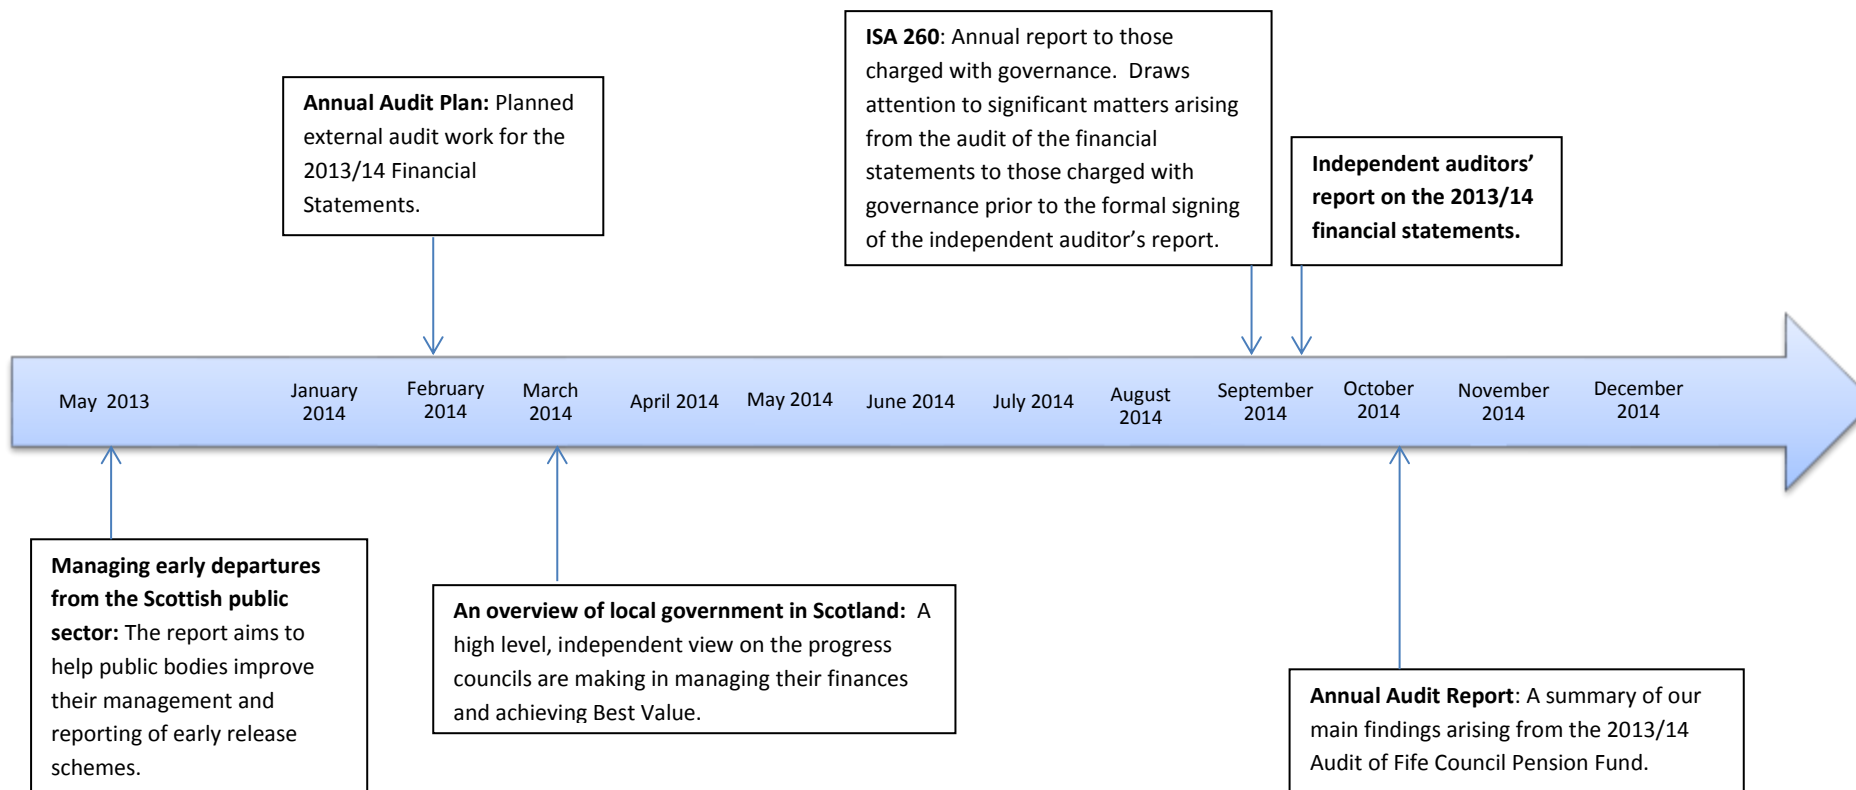 ISA 260: Annual report to those
charged with governance.  Draws
attention to significant matters arising
from the audit of the financial
statements to those charged with
governance prior to the formal signing
of the independent auditor’s report.
Annual Audit Plan: Planned
external audit work for the
2013/14 Financial
Statements.
Independent auditors’
report on the 2013/14
financial statements.
May  2013
January
2014
February
2014
March
2014
April 2014
May 2014
June 2014
July 2014
August
2014
September
2014
October
2014
November
2014
December
2014
Managing early departures
from the Scottish public
sector: The report aims to
help public bodies improve
their management and
reporting of early release
schemes.
An overview of local government in Scotland:  A
high level, independent view on the progress
councils are making in managing their finances
and achieving Best Value.
Annual Audit Report: A summary of our
main findings arising from the 2013/14
Audit of Fife Council Pension Fund.